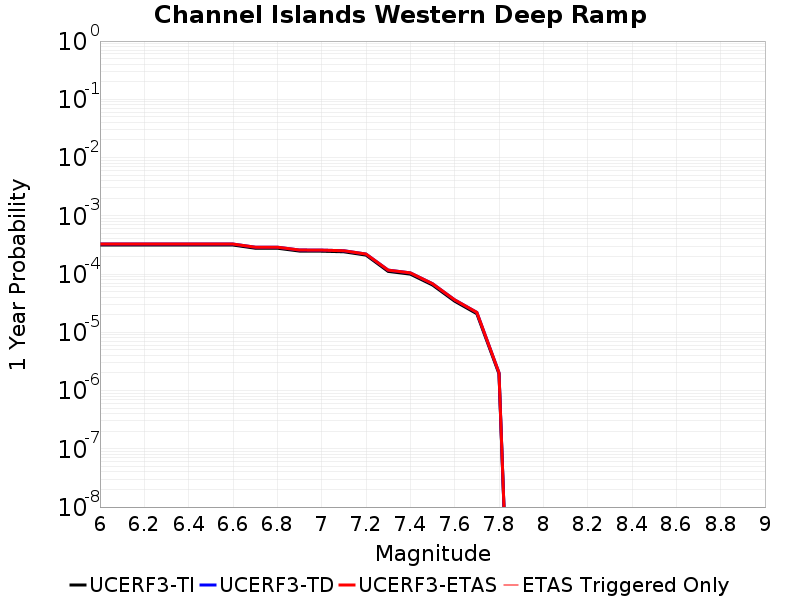 Channel Islands Western Deep Ramp
1 Year Probability
10^0
10^-1
10^-2
10^-3
10^-4
10^-5
10^-6
10^-7
10^-8
6 6.2 6.4 6.6 6.8 7 7.2 7.4 7.6 7.8 8 8.2 8.4 8.6 8.8 9
Magnitude
UCERF3-TI UCERF3-TD UCERF3-ETAS ETAS Triggered Only